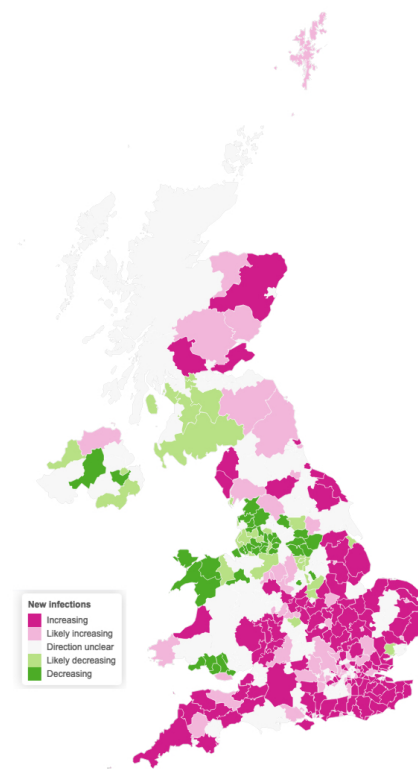 New infections
Increasing
Likely increasing
Direction unclear
Likely decreasing
Decreasing